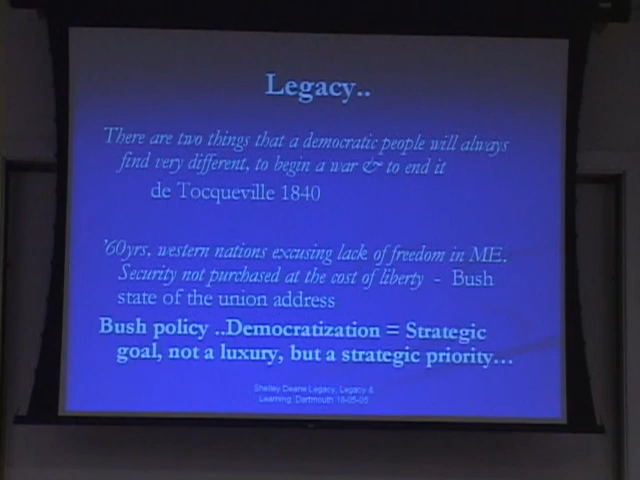 Legacy..
There are two things that a democratic people will always
find very different, to begin a war & to end it
de Tocqueville 1840
'60yrs, western nations excusing lack of freedom in ME.
Security not purchased at the cost of liberty - Bush
state of the union address
Bush policy ..Democratization = Strategic
goal, not a luxury, but a strategic priority…
Shelley Deane Legacy, Legacy &
Learning :Dartmouth 18-05-05